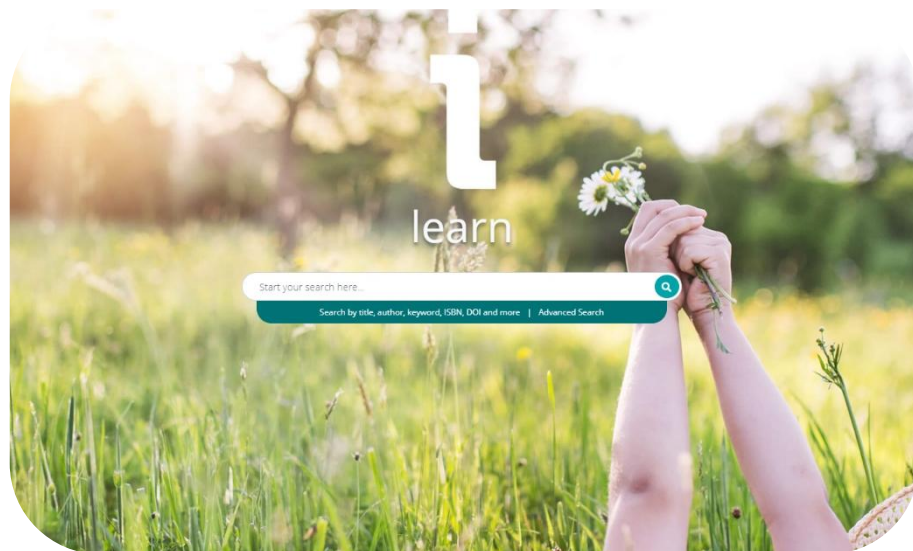 i
learn
Start your search here...
Search by title, author, keyword, ISBN, DOI and more | Advanced Search